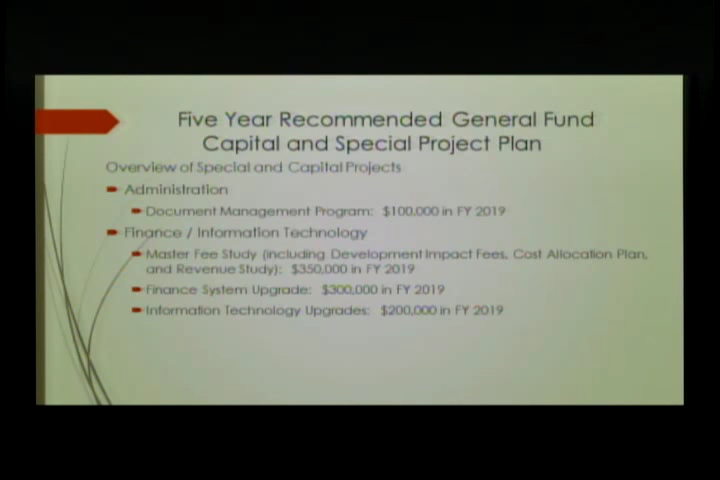 Five Year Recommended General Fund
Capital and Special Project Plan
Overview of Special and Capital Projects
Administration
Document Management Program: $100,000 in FY 2019
Finance / Information Technology
Master Fee Study (including Development Impact Fees, Cost Allocation Plan,
and Revenue Study): $350,000 in FY 2019
Finance System Upgrade: $300,000 in FY 2019
Information Technology Upgrades: $200,000 in FY 2019